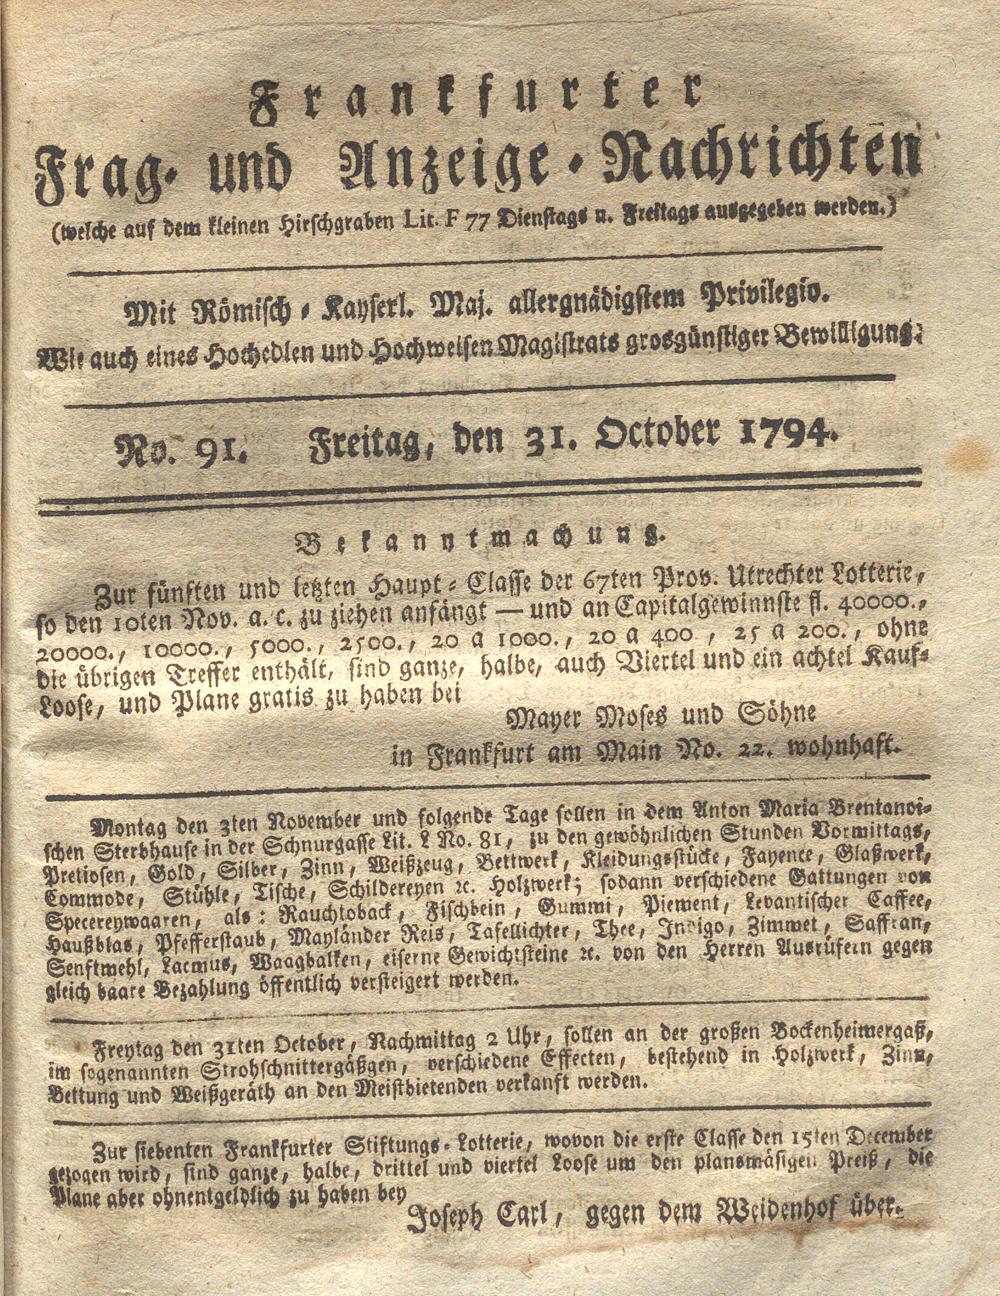 Frankfurter
Frag- und Anzeige-Nachrichten
(welche auf dem kleinen Hirschgraben Lit. F 77 Dienstags u. Freitags ausgegeben werden.)
Mit Römisch-Kayserl. Maj. allergnädigstem Privilegio.
Wie auch eines Hochedlen und Hochweisen Magistrats grosgünstiger Bewilligung.
No. 91. Freitag, den 31. October 1794.
Bekanntmachung.
Zur fünften und letzten Haupt-Classe der 67ten Prov. Utrechter Lotterie,
so den 10ten Nov. a. c. zu ziehen anfängt — und an Capitalgewinnste fl. 40000.,
20000., 10000., 5000., 2500., 20 a 1000., 20 a 400, 25 a 200., ohne
die übrigen Treffer enthält, sind ganze, halbe, auch Viertel und ein achtel Kauf-
Loose, und Plane gratis zu haben bei
Mayer Moses und Söhne
in Frankfurt am Main No. 22. wohnhaft.
Montag den 3ten November und folgende Tage sollen in dem Anton Maria Brentanoi-
schen Sterbhause in der Schnurgasse Lit. L No. 81, zu den gewöhnlichen Stunden Vormittags,
Pretiosen, Gold, Silber, Zinn, Weißzeug, Bettwerk, Kleidungsstücke, Fayence, Glaßwerk,
Commode, Stühle, Tische, Schildereyen ꝛc. Holzwerk; sodann verschiedene Gattungen von
Specereywaaren, als: Rauchtoback, Fischbein, Gummi, Piement, Levantischer Caffee,
Haußblas, Pfefferstaub, Mayländer Reis, Tafellichter, Thee, Indigo, Zimmet, Saffran,
Senftmehl, Lacmus, Waagbalken, eiserne Gewichtsteine ꝛc. von den Herren Ausrüfern gegen
gleich baare Bezahlung öffentlich versteigert werden.
Freytag den 31ten October, Nachmittag 2 Uhr, sollen an der großen Bockenheimergaß,
im sogenannten Strohschnittergäßgen, verschiedene Effecten, bestehend in Holzwerk, Zinn,
Bettung und Weißgeräth an den Meistbietenden verkanft werden.
Zur siebenten Frankfurter Stiftungs-Lotterie, wovon die erste Classe den 15ten December
gezogen wird, sind ganze, halbe, drittel und viertel Loose um den planomäsigen Preiß, die
Plane aber ohnentgeldlich zu haben bey
Joseph Carl, gegen dem Weidenhof über.